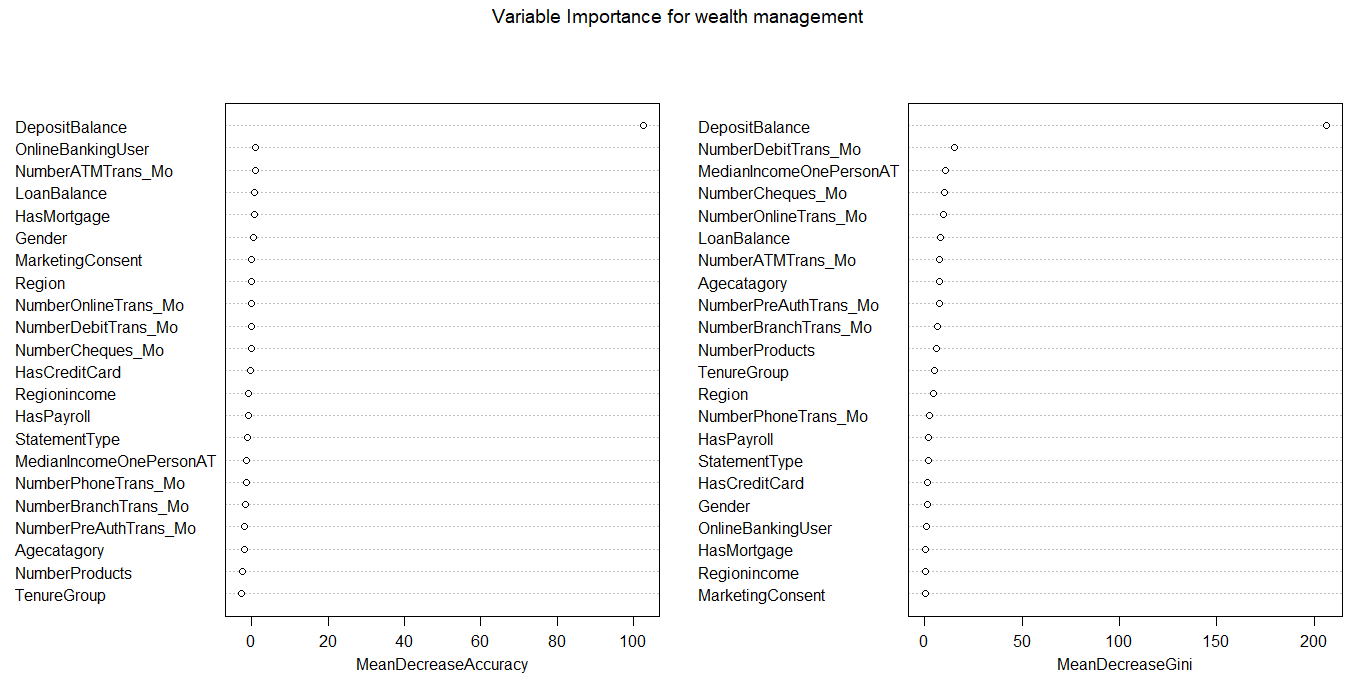 Variable Importance for wealth management
DepositBalance
OnlineBankingUser
NumberATMTrans_Mo
LoanBalance
HasMortgage
Gender
MarketingConsent
Region
NumberOnlineTrans_Mo
NumberDebitTrans_Mo
NumberCheques_Mo
HasCreditCard
Regionincome
HasPayroll
StatementType
MedianIncomeOnePersonAT
NumberPhoneTrans_Mo
NumberBranchTrans_Mo
NumberPreAuthTrans_Mo
Agecatagory
NumberProducts
TenureGroup
0 20 40 60 80 100
MeanDecreaseAccuracy
DepositBalance
NumberDebitTrans_Mo
MedianIncomeOnePersonAT
NumberCheques_Mo
NumberOnlineTrans_Mo
LoanBalance
NumberATMTrans_Mo
Agecatagory
NumberPreAuthTrans_Mo
NumberBranchTrans_Mo
NumberProducts
TenureGroup
Region
NumberPhoneTrans_Mo
HasPayroll
StatementType
HasCreditCard
Gender
OnlineBankingUser
HasMortgage
Regionincome
MarketingConsent
0 50 100 150 200
MeanDecreaseGini